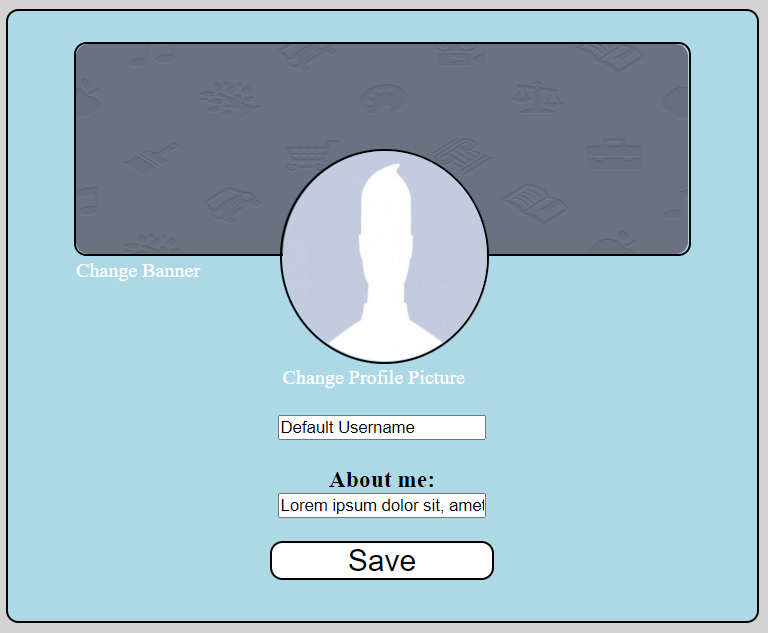 Change Banner
Change Profile Picture
Default Username
About me:
Lorem ipsum dolor sit, amet
Save